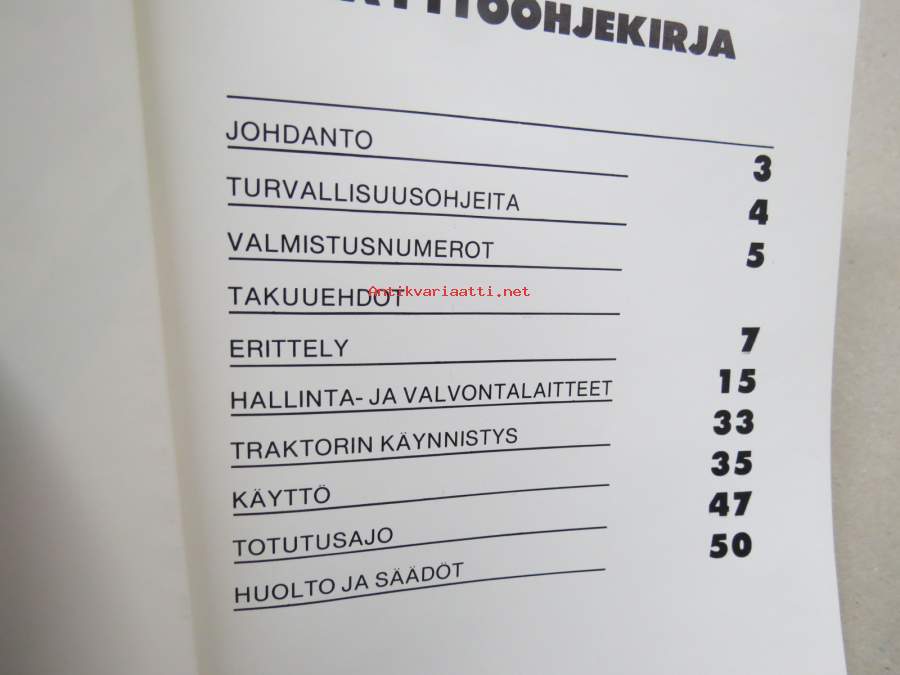 KÄYTTÖOHJEKIRJA
JOHDANTO 3
TURVALLISUUSOHJEITA 4
VALMISTUSNUMEROT 5
TAKUUEHDOT
Antikvariaatti.net
ERITTELY 7
HALLINTA- JA VALVONTALAITTEET 15
TRAKTORIN KÄYNNISTYS 33
KÄYTTÖ 35
TOTUTUSAJO 47
HUOLTO JA SÄÄDÖT 50